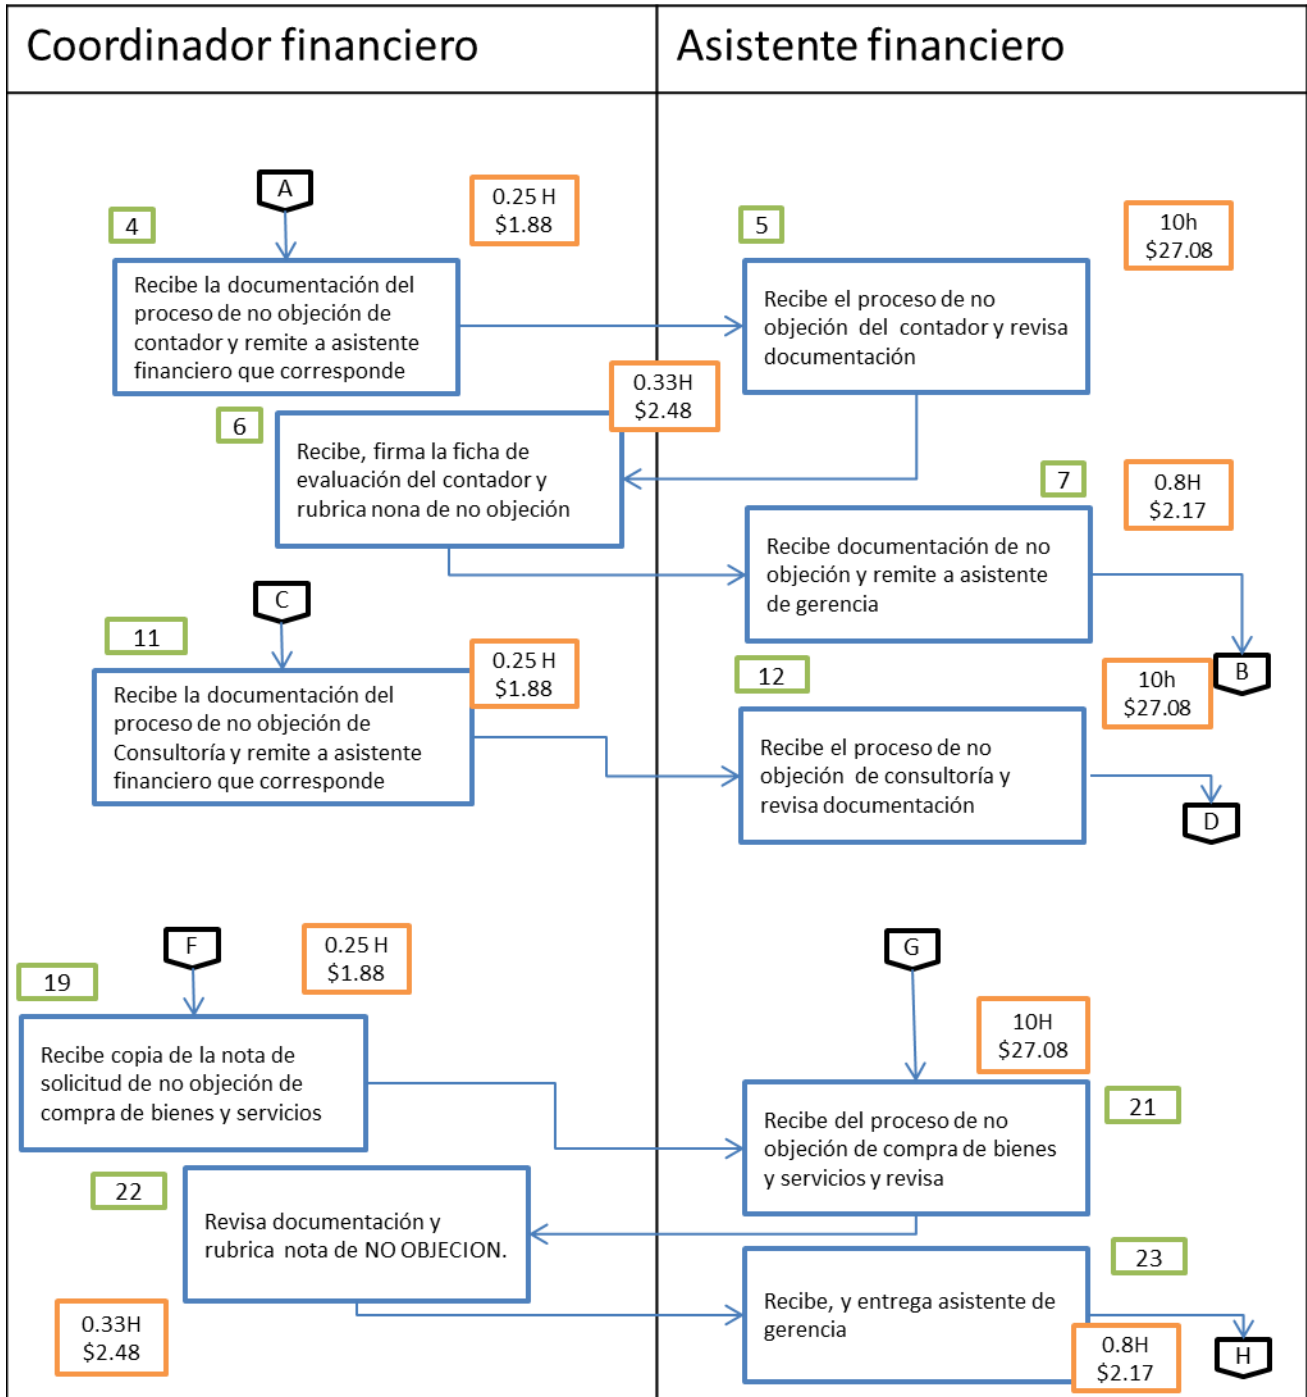 Coordinador financiero
Asistente financiero
A
0.25 H
$1.88
4
5
10h
$27.08
Recibe la documentación del
proceso de no objeción de
contador y remite a asistente
financiero que corresponde
Recibe el proceso de no
objeción del contador y revisa
documentación
0.33H
$2.48
6
Recibe, firma la ficha de
evaluación del contador y
rubrica nona de no objeción
7
0.8H
$2.17
Recibe documentación de no
objeción y remite a asistente
de gerencia
C
11
0.25 H
$1.88
12
10h
$27.08
B
Recibe la documentación del
proceso de no objeción de
Consultoría y remite a asistente
financiero que corresponde
Recibe el proceso de no
objeción de consultoría y
revisa documentación
D
F
0.25 H
$1.88
G
19
10H
$27.08
Recibe copia de la nota de
solicitud de no objeción de
compra de bienes y servicios
21
Recibe del proceso de no
objeción de compra de bienes
y servicios y revisa
22
Revisa documentación y
rubrica nota de NO OBJECION.
23
Recibe, y entrega asistente de
gerencia
0.33H
$2.48
0.8H
$2.17
H